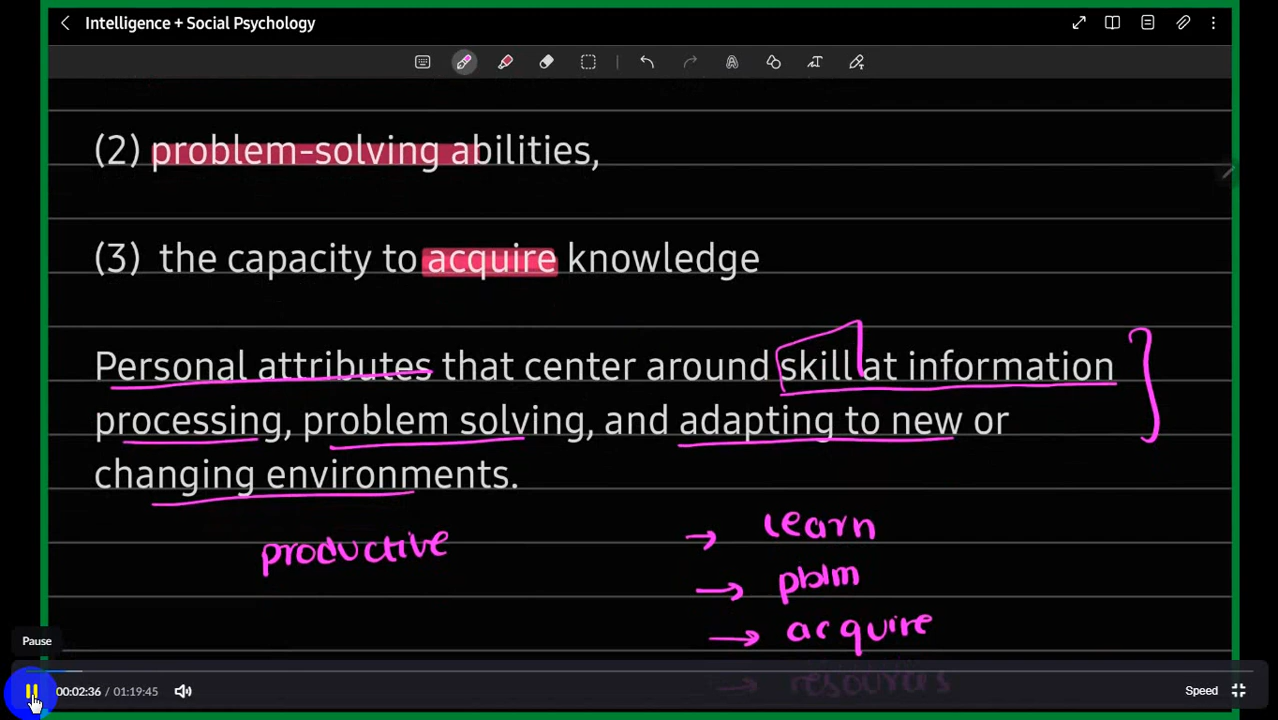 Intelligence + Social Psychology
(2) problem-solving abilities,
(3) the capacity to acquire knowledge
Personal attributes that center around skill at information
processing, problem solving, and adapting to new or
changing environments.
productive
→ learn
→ pblm
→ acquire
→ resources
Pause
00:02:36 / 01:19:45
Speed